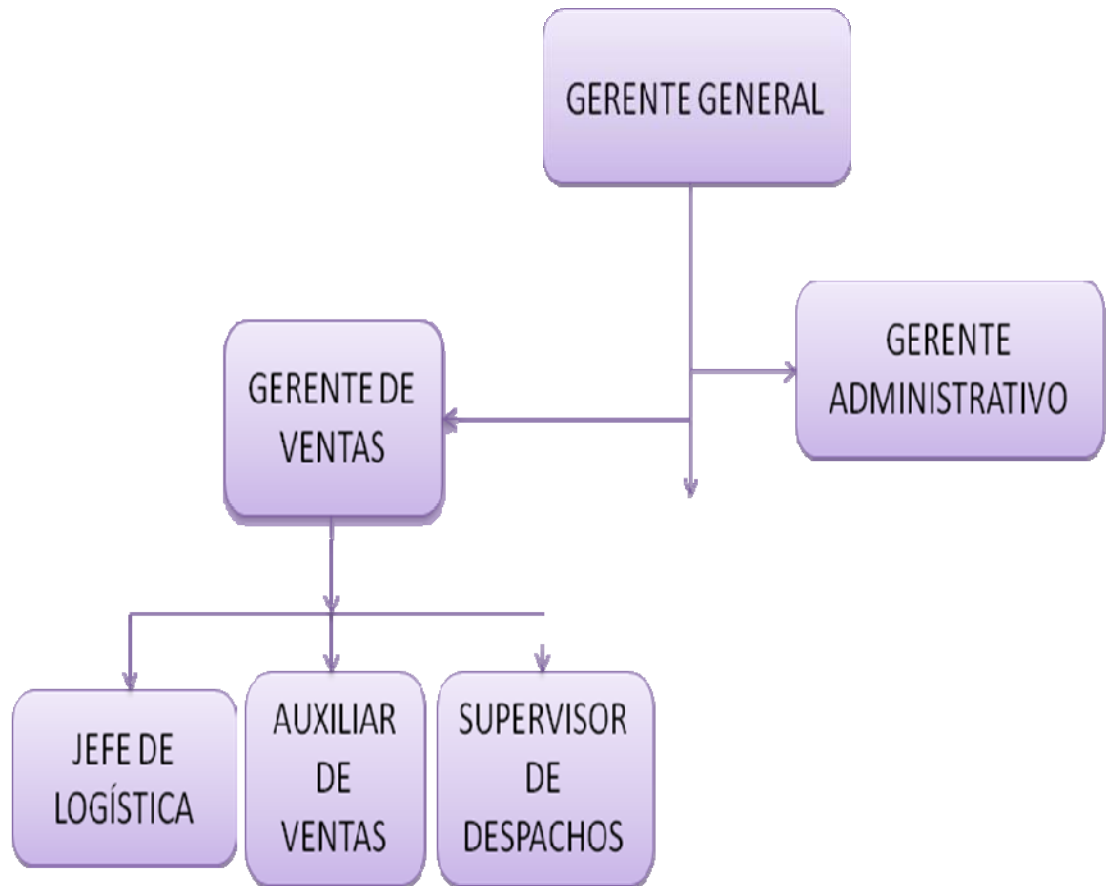 GERENTE GENERAL
GERENTE
ADMINISTRATIVO
GERENTE DE
VENTAS
JEFE DE
LOGÍSTICA
AUXILIAR
DE
VENTAS
SUPERVISOR
DE
DESPACHOS